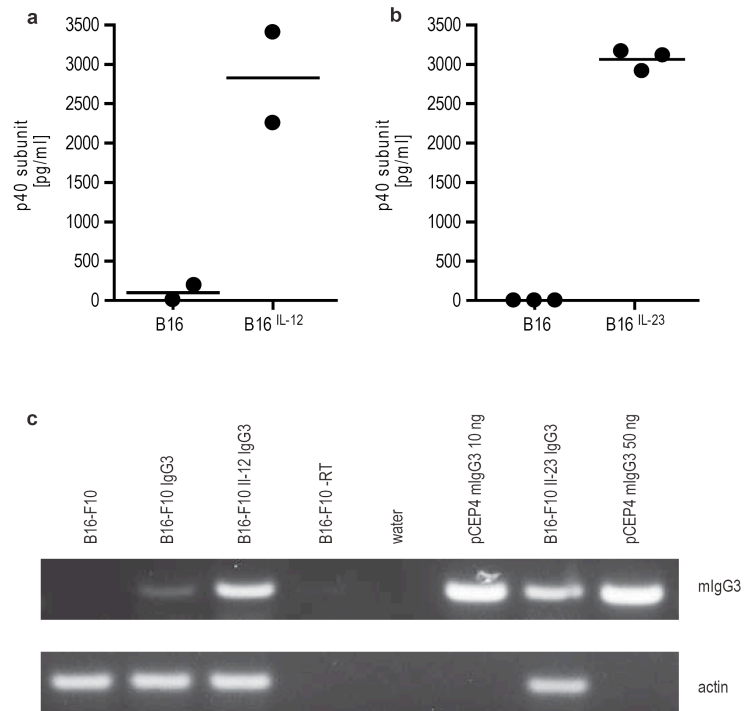 a
3500
3000
2500
2000
1500
1000
500
0
p40 subunit
[pg/ml]
B16
B16 IL-12
b
3500
3000
2500
2000
1500
1000
500
0
p40 subunit
[pg/ml]
B16
B16 IL-23
c
B16-F10
B16-F10 IgG3
B16-F10 Il-12 IgG3
B16-F10 -RT
water
pCEP4 mIgG3 10 ng
B16-F10 Il-23 IgG3
pCEP4 mIgG3 50 ng
mIgG3
actin